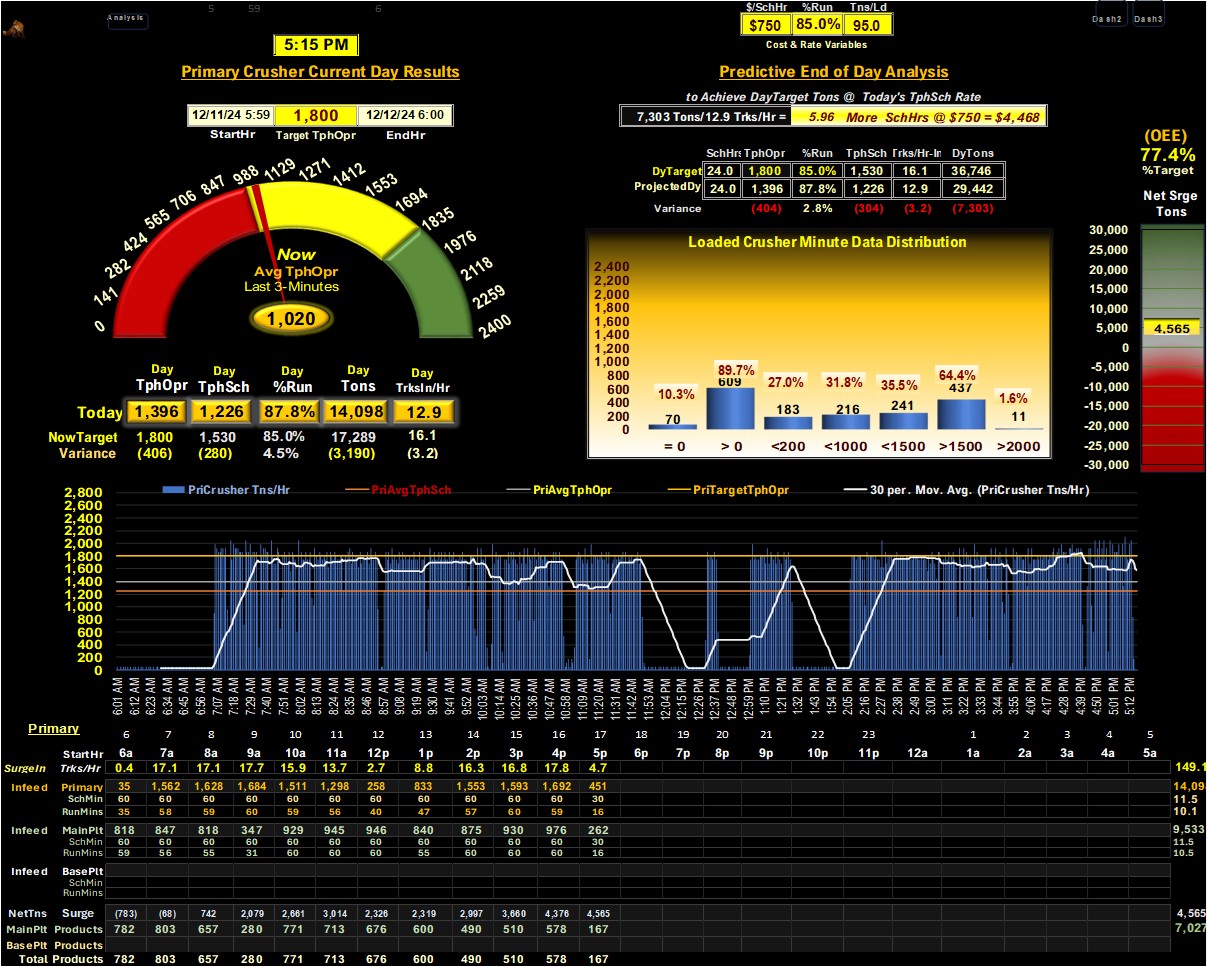 5 59 6
Analysis
$/SchHr %Run Tns/Ld
$750 85.0% 95.0
Cost & Rate Variables
Dash2 Dash3
5:15 PM
Primary Crusher Current Day Results
12/11/24 5:59 1,800 12/12/24 6:00
StartHr Target TphOpr EndHr
0 141 282 424 565 706 847 988 1129 1271 1412 1553 1694 1835 1976 2118 2259 2400
Now
Avg TphOpr
Last 3-Minutes
1,020
Day Day Day Day Day
TphOpr TphSch %Run Tons TrksIn/Hr
Today 1,396 1,226 87.8% 14,098 12.9
NowTarget 1,800 1,530 85.0% 17,289 16.1
Variance (406) (280) 4.5% (3,190) (3.2)
Predictive End of Day Analysis
to Achieve DayTarget Tons @ Today's TphSch Rate
7,303 Tons/12.9 Trks/Hr = 5.96 More SchHrs @ $750 = $4,468
SchHrs TphOpr %Run TphSch Trks/Hr-In DyTons
DyTarget 24.0 1,800 85.0% 1,530 16.1 36,746
ProjectedDy 24.0 1,396 87.8% 1,226 12.9 29,442
Variance (404) 2.8% (304) (3.2) (7,303)
Loaded Crusher Minute Data Distribution
2,400
2,200
2,000
1,800
1,600
1,400
1,200
1,000
800
600
400
200
0
10.3% 89.7% 27.0% 31.8% 35.5% 64.4% 1.6%
70 609 183 216 241 437 11
= 0 > 0 <200 <1000 <1500 >1500 >2000
(OEE)
77.4%
%Target
Net Srge
Tons
30,000
25,000
20,000
15,000
10,000
5,000
0
-5,000
-10,000
-15,000
-20,000
-25,000
-30,000
4,565
PriCrusher Tns/Hr PriAvgTphSch PriAvgTphOpr PriTargetTphOpr 30 per. Mov. Avg. (PriCrusher Tns/Hr)
2,800
2,600
2,400
2,200
2,000
1,800
1,600
1,400
1,200
1,000
800
600
400
200
0
6:01 AM 6:12 AM 6:23 AM 6:34 AM 6:45 AM 6:56 AM 7:07 AM 7:18 AM 7:29 AM 7:40 AM 7:51 AM 8:02 AM 8:13 AM 8:24 AM 8:35 AM 8:46 AM 8:57 AM 9:08 AM 9:19 AM 9:30 AM 9:41 AM 9:52 AM 10:03 AM 10:14 AM 10:25 AM 10:36 AM 10:47 AM 10:58 AM 11:09 AM 11:20 AM 11:31 AM 11:42 AM 11:53 AM 12:04 PM 12:15 PM 12:26 PM 12:37 PM 12:48 PM 12:59 PM 1:10 PM 1:21 PM 1:32 PM 1:43 PM 1:54 PM 2:05 PM 2:16 PM 2:27 PM 2:38 PM 2:49 PM 3:00 PM 3:11 PM 3:22 PM 3:33 PM 3:44 PM 3:55 PM 4:06 PM 4:17 PM 4:28 PM 4:39 PM 4:50 PM 5:01 PM 5:12 PM
Primary 6 7 8 9 10 11 12 13 14 15 16 17 18 19 20 21 22 23 1 2 3 4 5
StartHr 6a 7a 8a 9a 10a 11a 12p 1p 2p 3p 4p 5p 6p 7p 8p 9p 10p 11p 12a 1a 2a 3a 4a 5a
SurgeIn Trks/Hr 0.4 17.1 17.1 17.7 15.9 13.7 2.7 8.8 16.3 16.8 17.8 4.7 149.1
Infeed Primary 35 1,562 1,628 1,684 1,511 1,298 258 833 1,553 1,593 1,692 451 14,09
SchMin 60 60 60 60 60 60 60 60 60 60 60 30 11.5
RunMins 35 58 59 60 59 56 40 47 57 60 59 16 10.1
Infeed MainPlt 818 847 818 347 929 945 946 840 875 930 976 262 9,533
SchMin 60 60 60 60 60 60 60 60 60 60 60 30 11.5
RunMins 59 56 55 31 60 60 60 55 60 60 60 16 10.5
Infeed BasePlt
SchMin
RunMins
NetTns Surge (783) (68) 742 2,079 2,661 3,014 2,326 2,319 2,997 3,660 4,376 4,565 4,565
MainPlt Products 782 803 657 280 771 713 676 600 490 510 578 167 7,027
BasePlt Products
Total Products 782 803 657 280 771 713 676 600 490 510 578 167